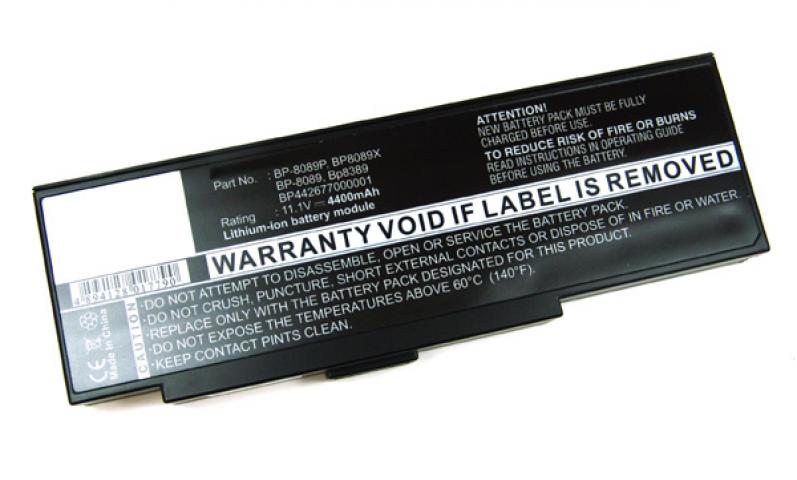 Part No. : BP-8089P, BP8089X
BP-8089, Bp8389
BP442677000001
Rating : 11.1V 4400mAh
Lithium-ion battery module
ATTENTION!
NEW BATTERY PACK MUST BE FULLY
CHARGED BEFORE USE.
TO REDUCE RISK OF FIRE OR BURNS
READ INSTRUCTIONS IN OPERATING GUIDE
WARRANTY VOID IF LABEL IS REMOVED
CAUTION
•DO NOT ATTEMPT TO DISASSEMBLE, OPEN OR SERVICE THE BATTERY PACK.
•DO NOT CRUSH, PUNCTURE, SHORT EXTERNAL CONTACTS OR DISPOSE OF IN FIRE OR WATER.
•REPLACE ONLY WITH THE BATTERY PACK DESIGNATED FOR THIS PRODUCT.
•DO NOT EXPOSE THE TEMPERATURES ABOVE 60°C (140°F).
•KEEP CONTACT PINTS CLEAN.
CE
Made in China